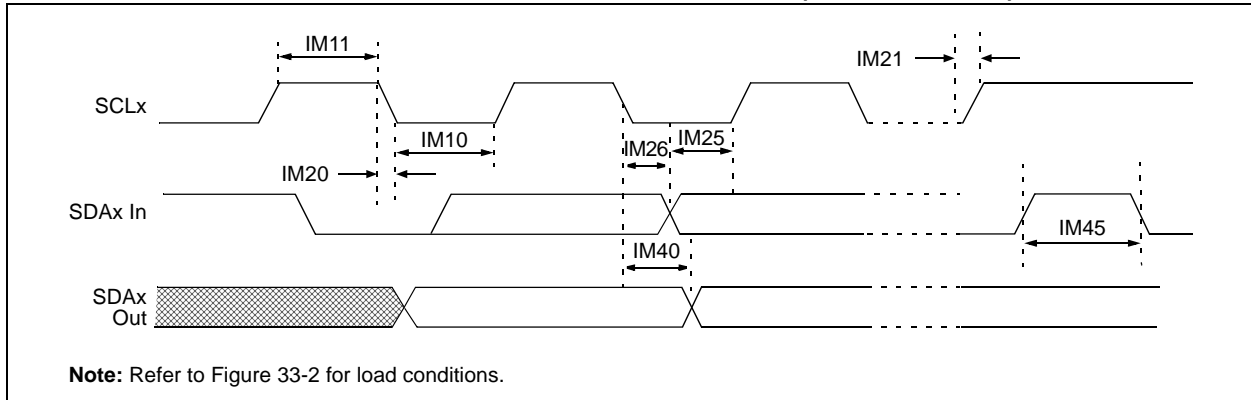 IM11
IM21
SCLx
IM10
IM26
IM25
IM20
SDAx In
IM45
IM40
SDAx
Out
Note: Refer to Figure 33-2 for load conditions.